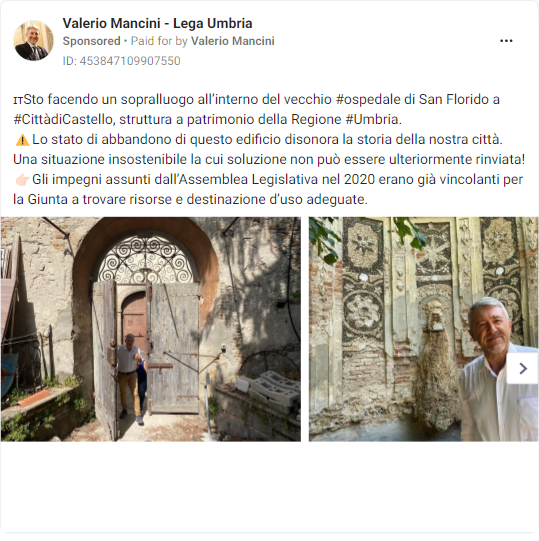 Valerio Mancini - Lega Umbria
Sponsored • Paid for by Valerio Mancini
ID: 453847109907550
ITSto facendo un sopralluogo all'interno del vecchio #ospedale di San Florido a
#CittàdiCastello, struttura a patrimonio della Regione #Umbria.
⚠️Lo stato di abbandono di questo edificio disonora la storia della nostra città.
Una situazione insostenibile la cui soluzione non può essere ulteriormente rinviata!
👉🏻Gli impegni assunti dall'Assemblea Legislativa nel 2020 erano già vincolanti per
la Giunta a trovare risorse e destinazione d'uso adeguate.